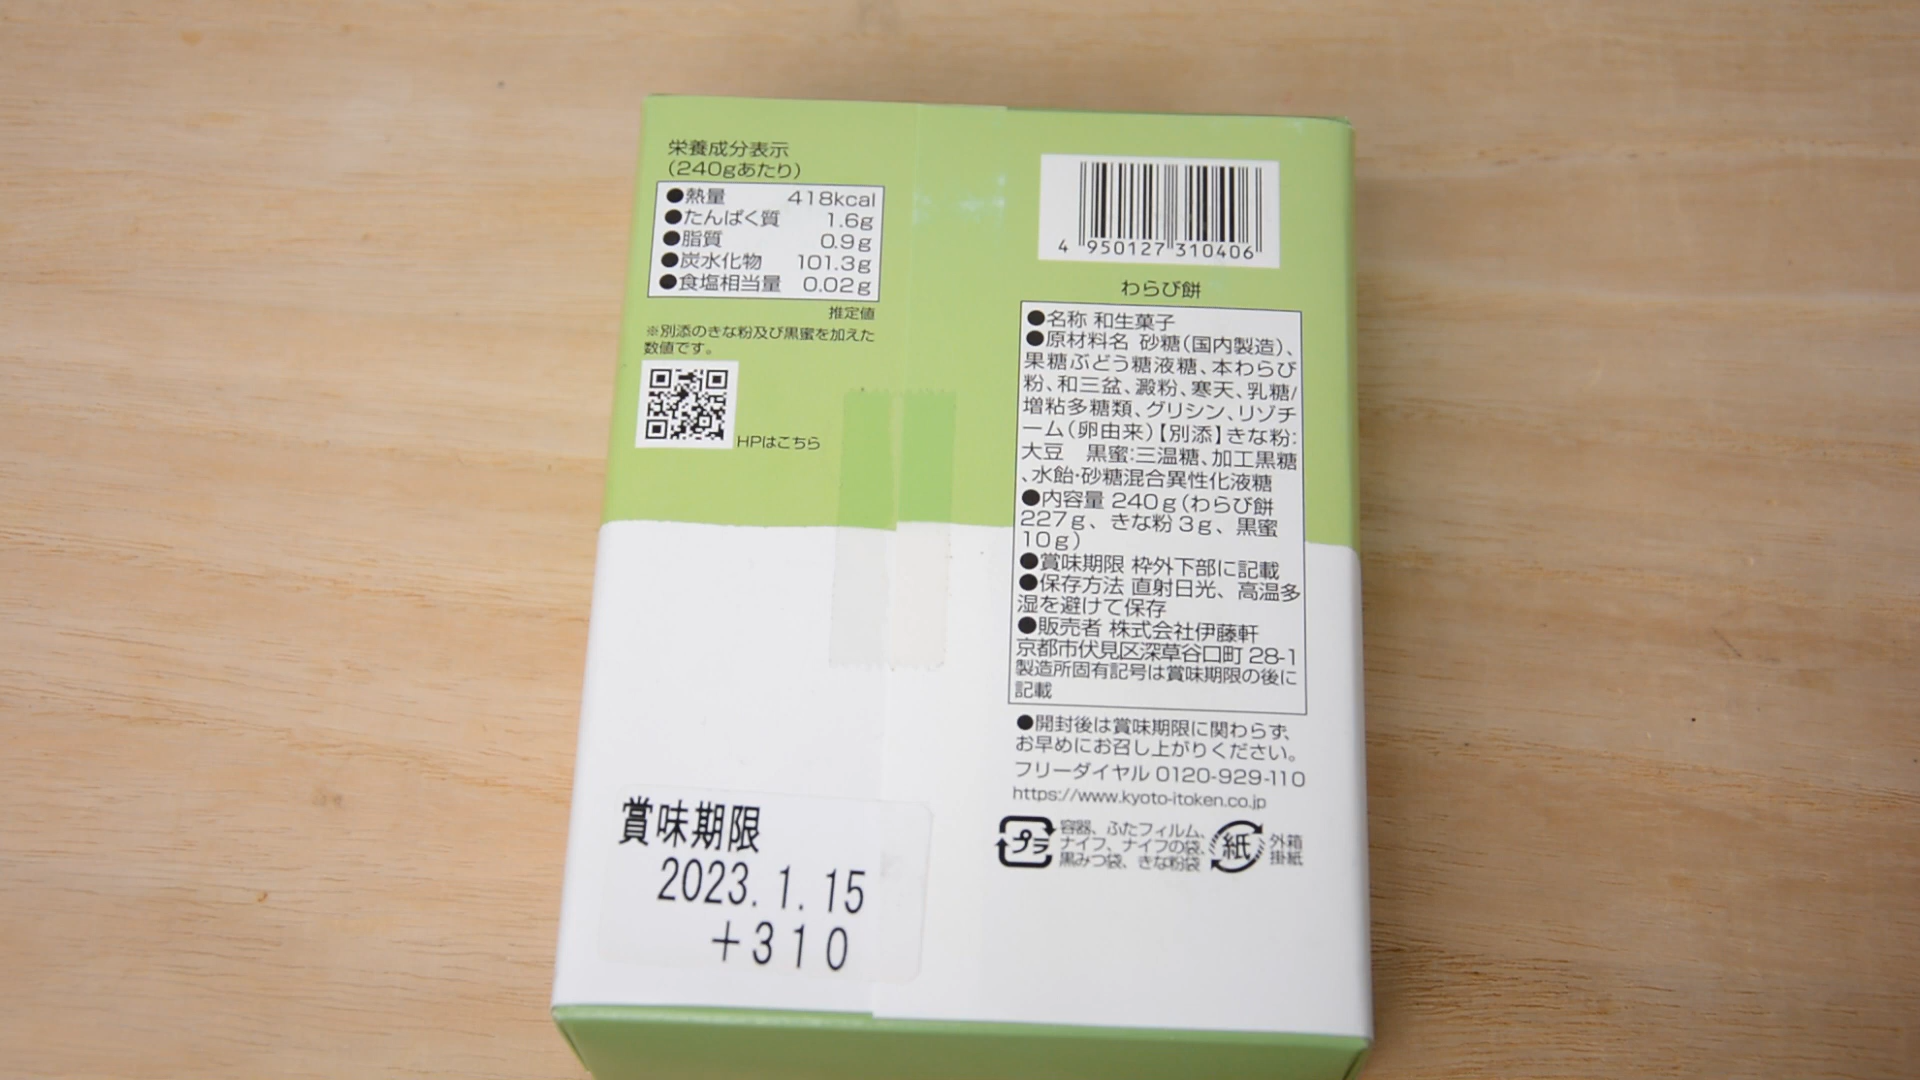 栄養成分表示
(240gあたり)
●熱量 418kcal
●たんぱく質 1.6g
●脂質 0.9g
●炭水化物 101.3g
●食塩相当量 0.02g
推定値
※別添のきな粉及び黒蜜を加えた
数値です。
HPはこちら
4 950127 310406
わらび餅
●名称 和生菓子
●原材料名 砂糖(国内製造)、
果糖ぶどう糖液糖、本わらび
粉、和三盆、澱粉、寒天、乳糖/
増粘多糖類、グリシン、リゾチ
ーム(卵由来)【別添】きな粉:
大豆 黒蜜:三温糖、加工黒糖
、水飴・砂糖混合異性化液糖
●内容量 240g(わらび餅
227g、きな粉3g、黒蜜
10g)
●賞味期限 枠外下部に記載
●保存方法 直射日光、高温多
湿を避けて保存
●販売者 株式会社伊藤軒
京都市伏見区深草谷口町 28-1
製造所固有記号は賞味期限の後に
記載
●開封後は賞味期限に関わらず、
お早めにお召し上がりください。
フリーダイヤル 0120-929-110
https://www.kyoto-itoken.co.jp
プラ
容器、ふたフィルム、
ナイフ、ナイフの袋、
黒みつ袋、きな粉袋
紙
外箱
掛紙
賞味期限
2023.1.15
+310